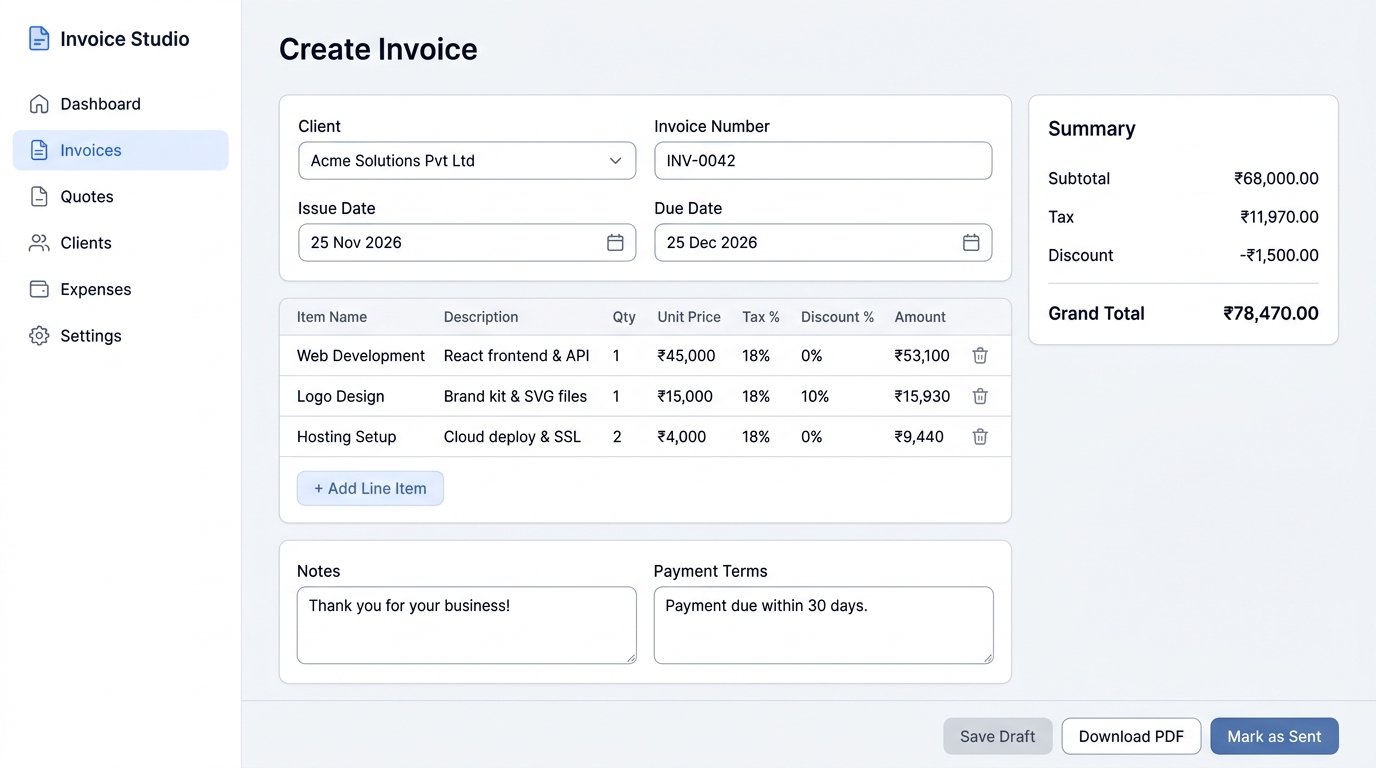 Invoice Studio
Dashboard
Invoices
Quotes
Clients
Expenses
Settings
Create Invoice
Client Invoice Number
Acme Solutions Pvt Ltd INV-0042
Issue Date Due Date
25 Nov 2026 25 Dec 2026
Item Name Description Qty Unit Price Tax % Discount % Amount
Web Development React frontend & API 1 ₹45,000 18% 0% ₹53,100
Logo Design Brand kit & SVG files 1 ₹15,000 18% 10% ₹15,930
Hosting Setup Cloud deploy & SSL 2 ₹4,000 18% 0% ₹9,440
+ Add Line Item
Notes Payment Terms
Thank you for your business! Payment due within 30 days.
Summary
Subtotal ₹68,000.00
Tax ₹11,970.00
Discount -₹1,500.00
Grand Total ₹78,470.00
Save Draft Download PDF Mark as Sent